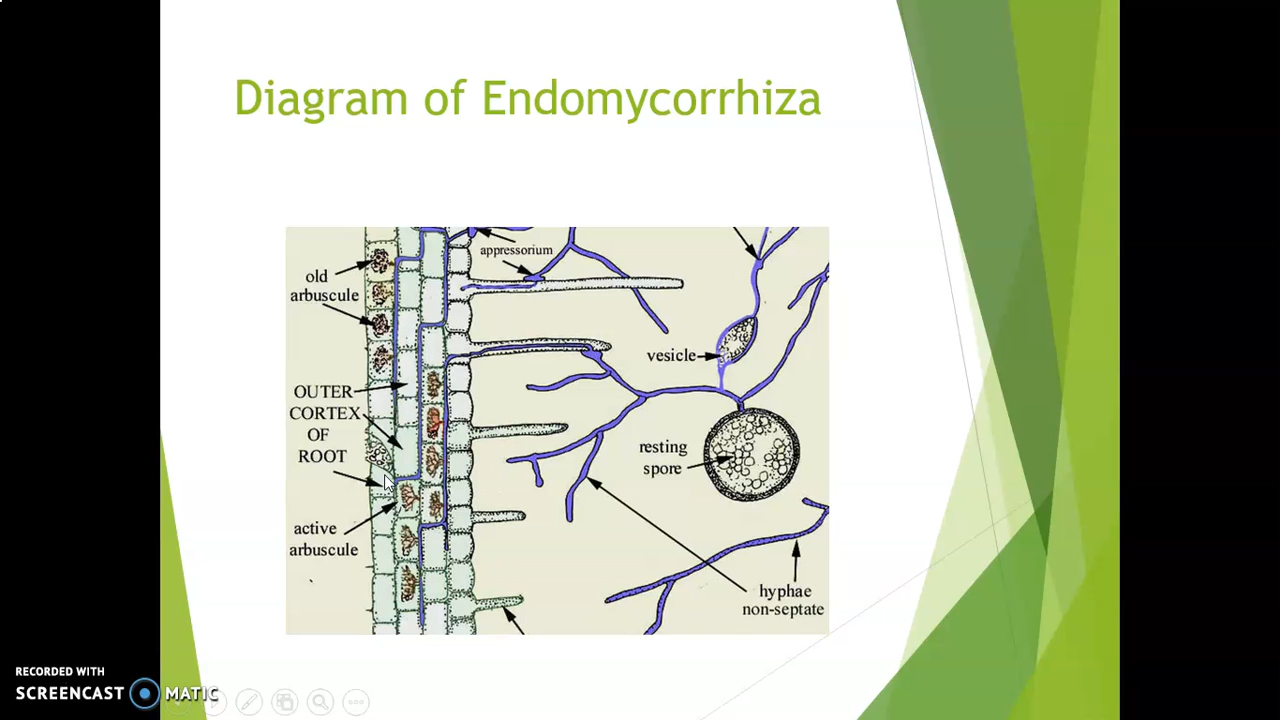 Diagram of Endomycorrhiza
appressorium
old
arbuscule
vesicle
OUTER
CORTEX
OF
ROOT
resting
spore
active
arbuscule
hyphae
non-septate
RECORDED WITH
SCREENCAST MATIC